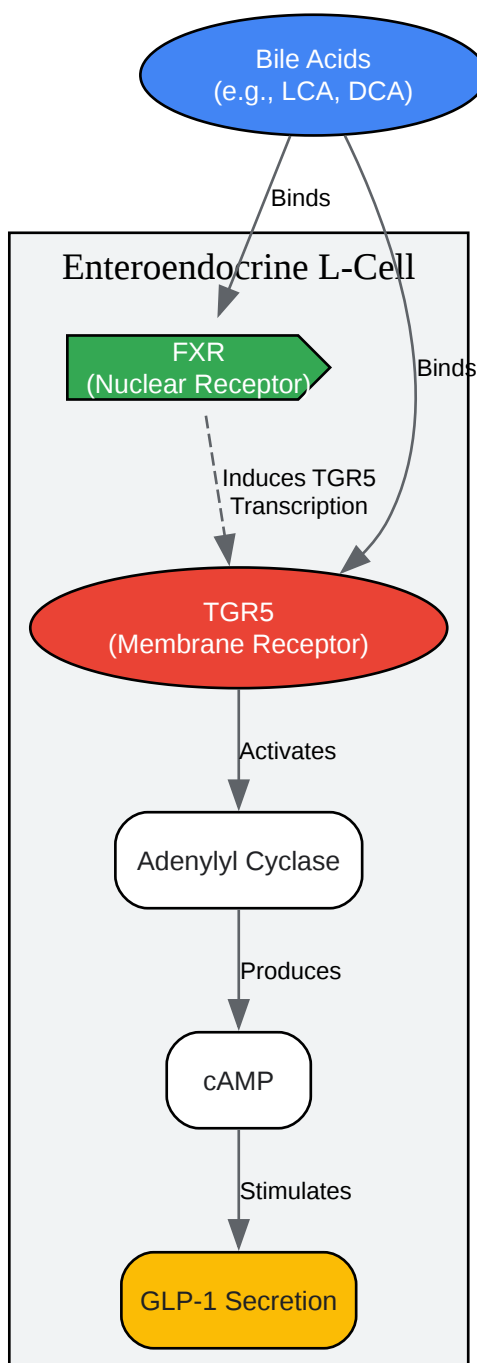 Bile Acids
(e.g., LCA, DCA)
Binds
Enteroendocrine L-Cell
FXR
(Nuclear Receptor)
Binds
Induces TGR5
Transcription
TGR5
(Membrane Receptor)
Activates
Adenylyl Cyclase
Produces
cAMP
Stimulates
GLP-1 Secretion